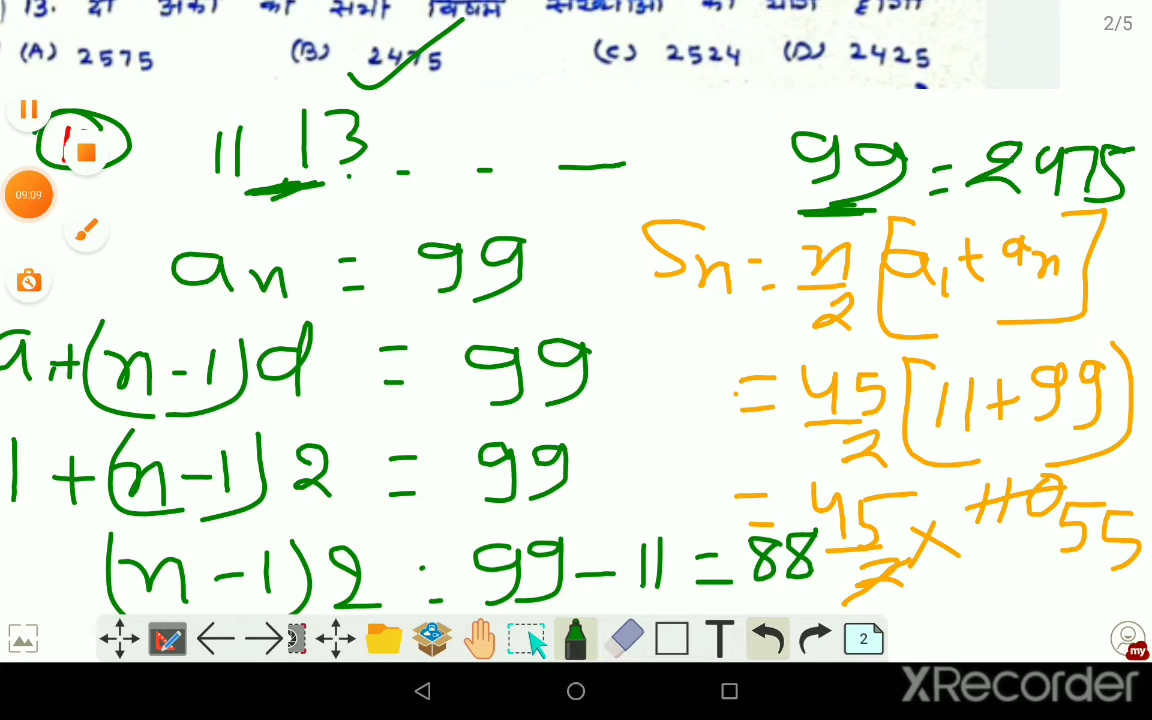 13. दो अंकों की सभी विषम संख्याओं का योग होगा
2/5
(A) 2575 (B) 2475 (C) 2524 (D) 2425
11 13 . . - — 99 = 2475
09:09
an = 99
Sn = n/2 [a1 + an]
a + (n-1)d = 99
= 45/2 [11+99)
1 + (n-1) 2 = 99
= 45/2 × 110 55
(n-1)2 = 99-11 = 88
T
2
my
XRecorder